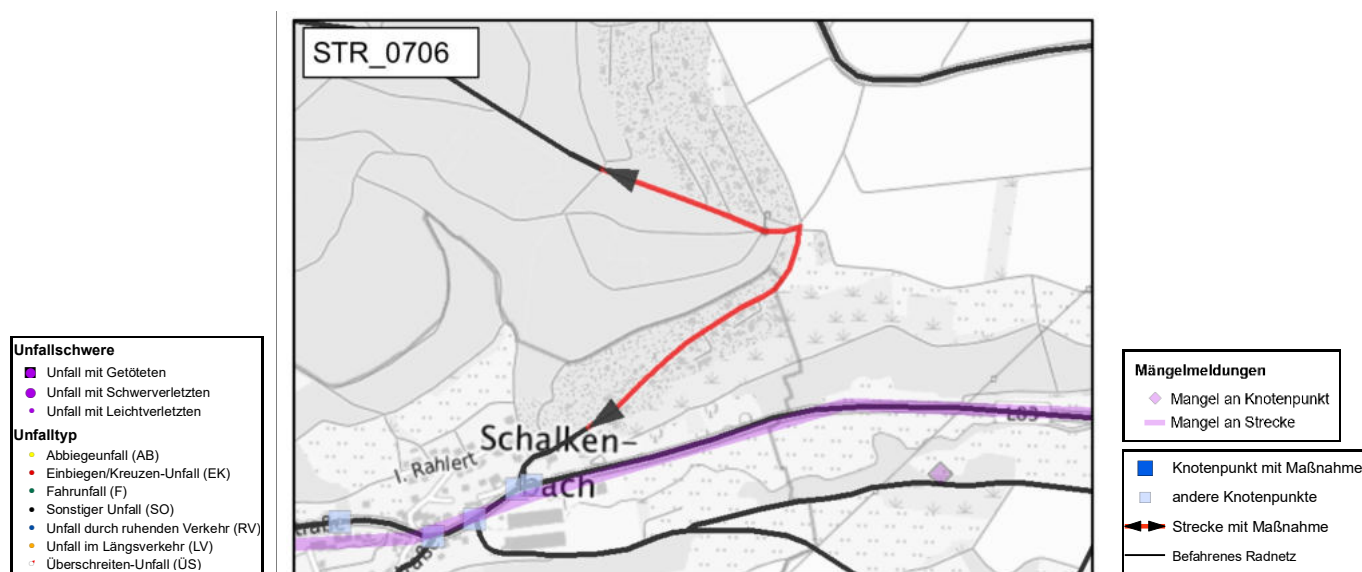 STR_0706
Schalken-
bach
I. Rahlert
L83
Unfallschwere
Unfall mit Getöteten
Unfall mit Schwerverletzten
Unfall mit Leichtverletzten
Unfalltyp
Abbiegeunfall (AB)
Einbiegen/Kreuzen-Unfall (EK)
Fahrunfall (F)
Sonstiger Unfall (SO)
Unfall durch ruhenden Verkehr (RV)
Unfall im Längsverkehr (LV)
Überschreiten-Unfall (ÜS)
Mängelmeldungen
Mangel an Knotenpunkt
Mangel an Strecke
Knotenpunkt mit Maßnahme
andere Knotenpunkte
Strecke mit Maßnahme
Befahrenes Radnetz